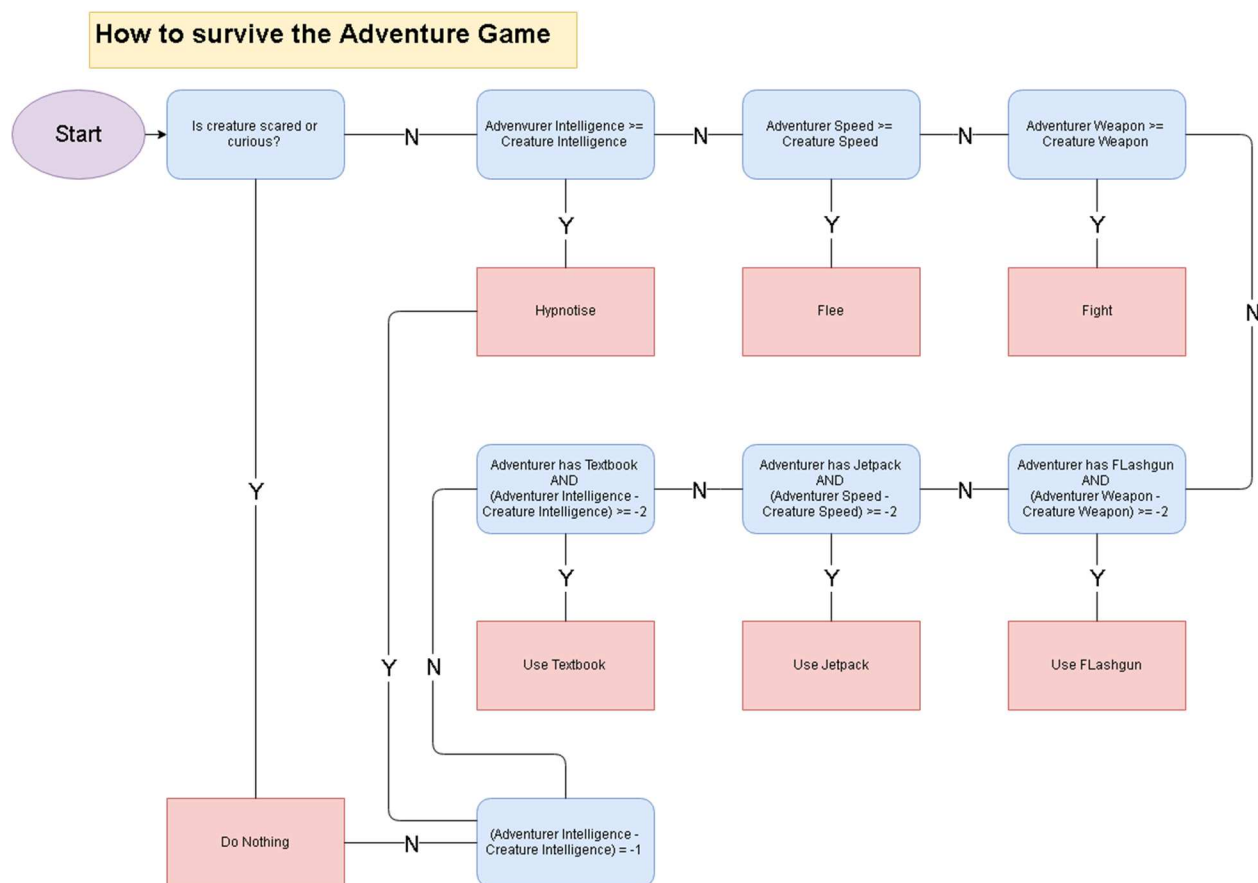 How to survive the Adventure Game
Start
Is creature scared or
curious?
N
Advenvurer Intelligence >=
Creature Intelligence
N
Adventurer Speed >=
Creature Speed
N
Adventurer Weapon >=
Creature Weapon
Y
Y
Y
Hypnotise
Flee
Fight
N
Adventurer has Textbook
AND
(Adventurer Intelligence -
Creature Intelligence) >= -2
N
Adventurer has Jetpack
AND
(Adventurer Speed -
Creature Speed) >= -2
N
Adventurer has FLashgun
AND
(Adventurer Weapon -
Creature Weapon) >= -2
Y
Y
Y
Y
Use Textbook
Use Jetpack
Use FLashgun
Y
N
Do Nothing
N
(Adventurer Intelligence -
Creature Intelligence) = -1